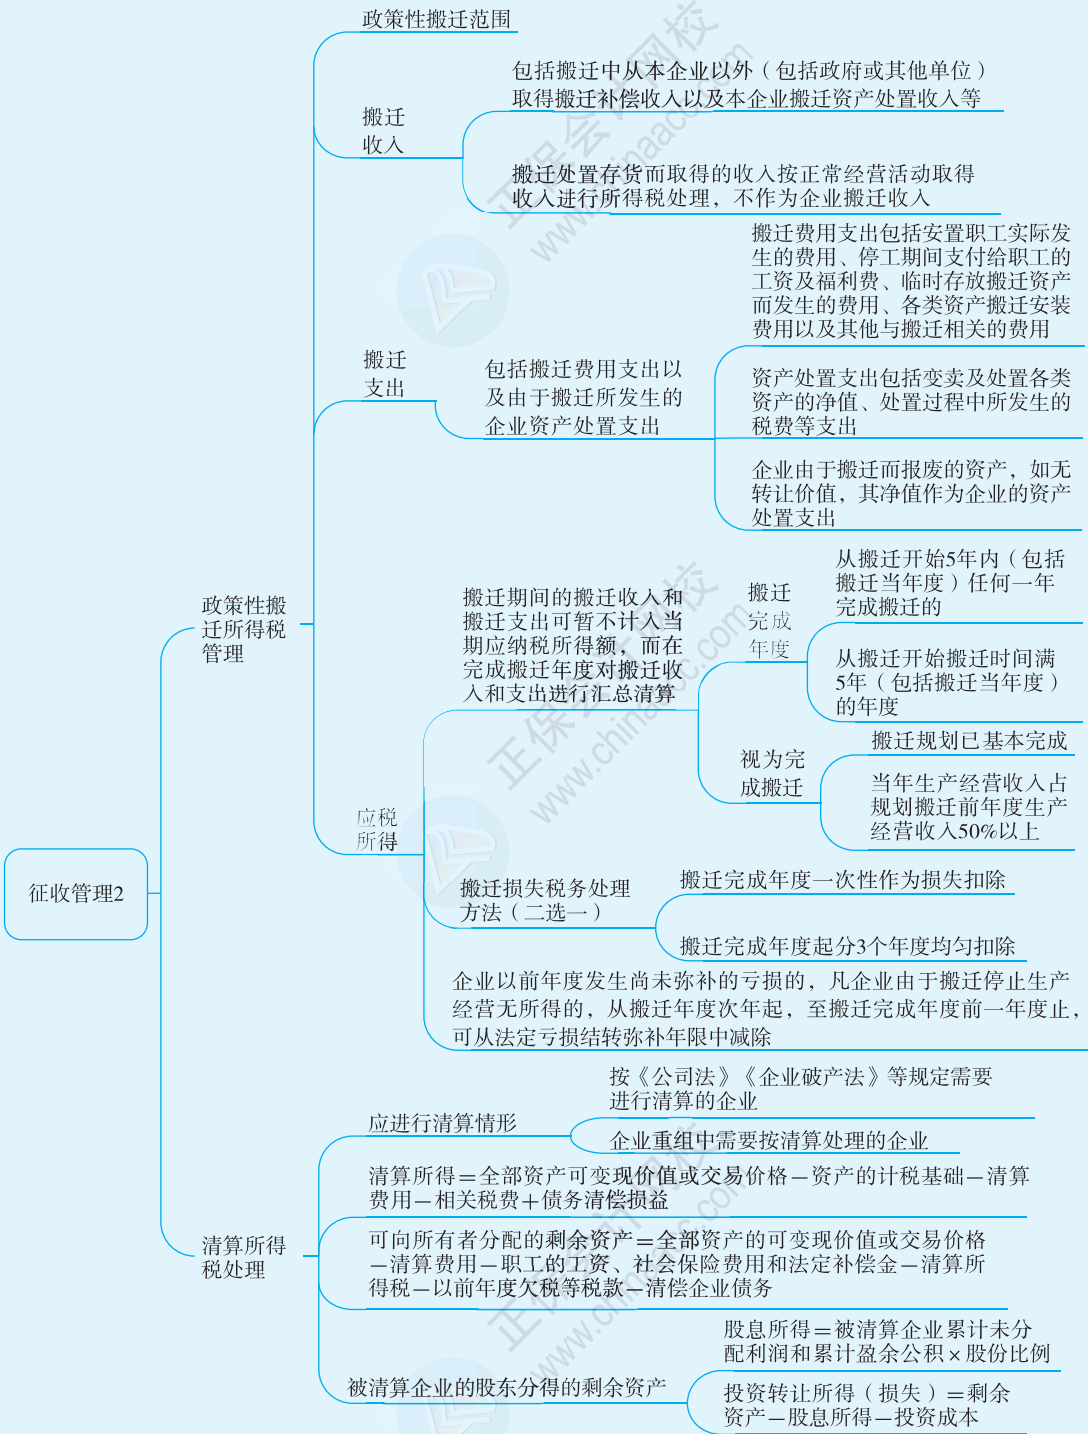 征收管理2
政策性搬
迁所得税
管理
政策性搬迁范围
搬迁
收入
包括搬迁中从本企业以外（包括政府或其他单位）
取得搬迁补偿收入以及本企业搬迁资产处置收入等
搬迁处置存货而取得的收入按正常经营活动取得
收入进行所得税处理，不作为企业搬迁收入
搬迁
支出
包括搬迁费用支出以
及由于搬迁所发生的
企业资产处置支出
搬迁费用支出包括安置职工实际发
生的费用、停工期间支付给职工的
工资及福利费、临时存放搬迁资产
而发生的费用、各类资产搬迁安装
费用以及其他与搬迁相关的费用
资产处置支出包括变卖及处置各类
资产的净值、处置过程中所发生的
税费等支出
企业由于搬迁而报废的资产，如无
转让价值，其净值作为企业的资产
处置支出
应税
所得
搬迁期间的搬迁收入和
搬迁支出可暂不计入当
期应纳税所得额，而在
完成搬迁年度对搬迁收
入和支出进行汇总清算
搬迁
完成
年度
从搬迁开始5年内（包括
搬迁当年度）任何一年
完成搬迁的
从搬迁开始搬迁时间满
5年（包括搬迁当年度）
的年度
视为完
成搬迁
搬迁规划已基本完成
当年生产经营收入占
规划搬迁前年度生产
经营收入50%以上
搬迁损失税务处理
方法（二选一）
搬迁完成年度一次性作为损失扣除
搬迁完成年度起分3个年度均匀扣除
企业以前年度发生尚未弥补的亏损的，凡企业由于搬迁停止生产
经营无所得的，从搬迁年度次年起，至搬迁完成年度前一年度止，
可从法定亏损结转弥补年限中减除
清算所得
税处理
应进行清算情形
按《公司法》《企业破产法》等规定需要
进行清算的企业
企业重组中需要按清算处理的企业
清算所得＝全部资产可变现价值或交易价格－资产的计税基础－清算
费用－相关税费＋债务清偿损益
可向所有者分配的剩余资产＝全部资产的可变现价值或交易价格
－清算费用－职工的工资、社会保险费用和法定补偿金－清算所
得税－以前年度欠税等税款－清偿企业债务
被清算企业的股东分得的剩余资产
股息所得＝被清算企业累计未分
配利润和累计盈余公积×股份比例
投资转让所得（损失）＝剩余
资产－股息所得－投资成本
正保会计网校
www.chinaacc.com
正保会计网校
www.chinaacc.com
正保会计网校
www.chinaacc.com